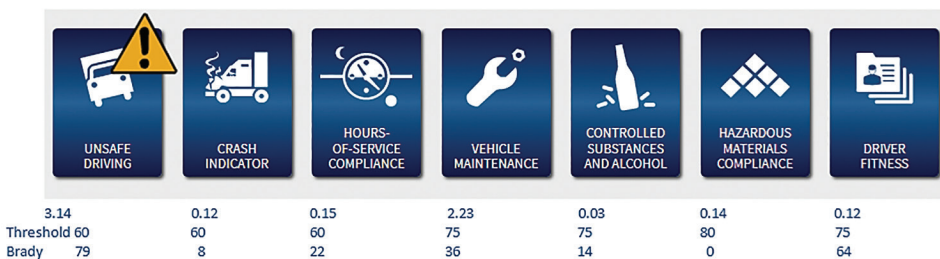 UNSAFE
DRIVING
CRASH
INDICATOR
HOURS-
OF-SERVICE
COMPLIANCE
VEHICLE
MAINTENANCE
CONTROLLED
SUBSTANCES
AND ALCOHOL
HAZARDOUS
MATERIALS
COMPLIANCE
DRIVER
FITNESS
3.14 0.12 0.15 2.23 0.03 0.14 0.12
Threshold 60 60 60 75 75 80 75
Brady 79 8 22 36 14 0 64